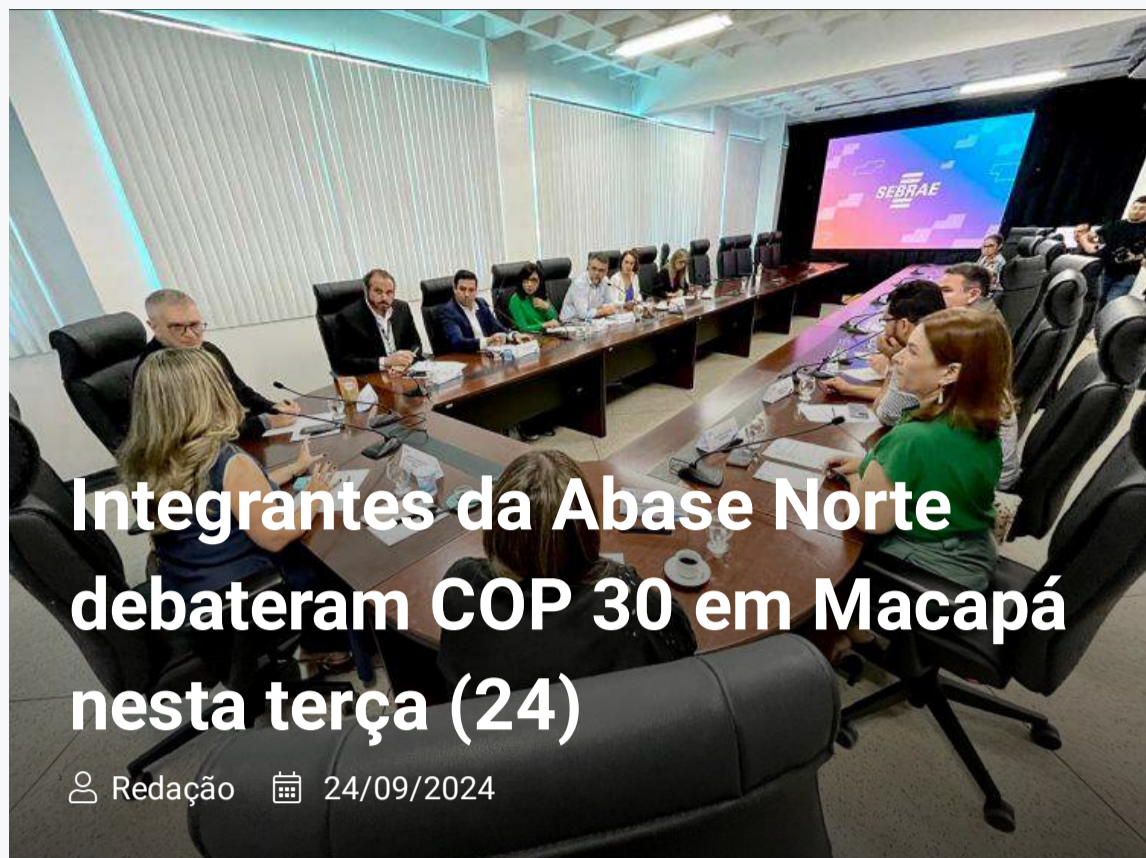 SEBRAE
Integrantes da Abase Norte
debateram COP 30 em Macapá
nesta terça (24)
Redação 24/09/2024